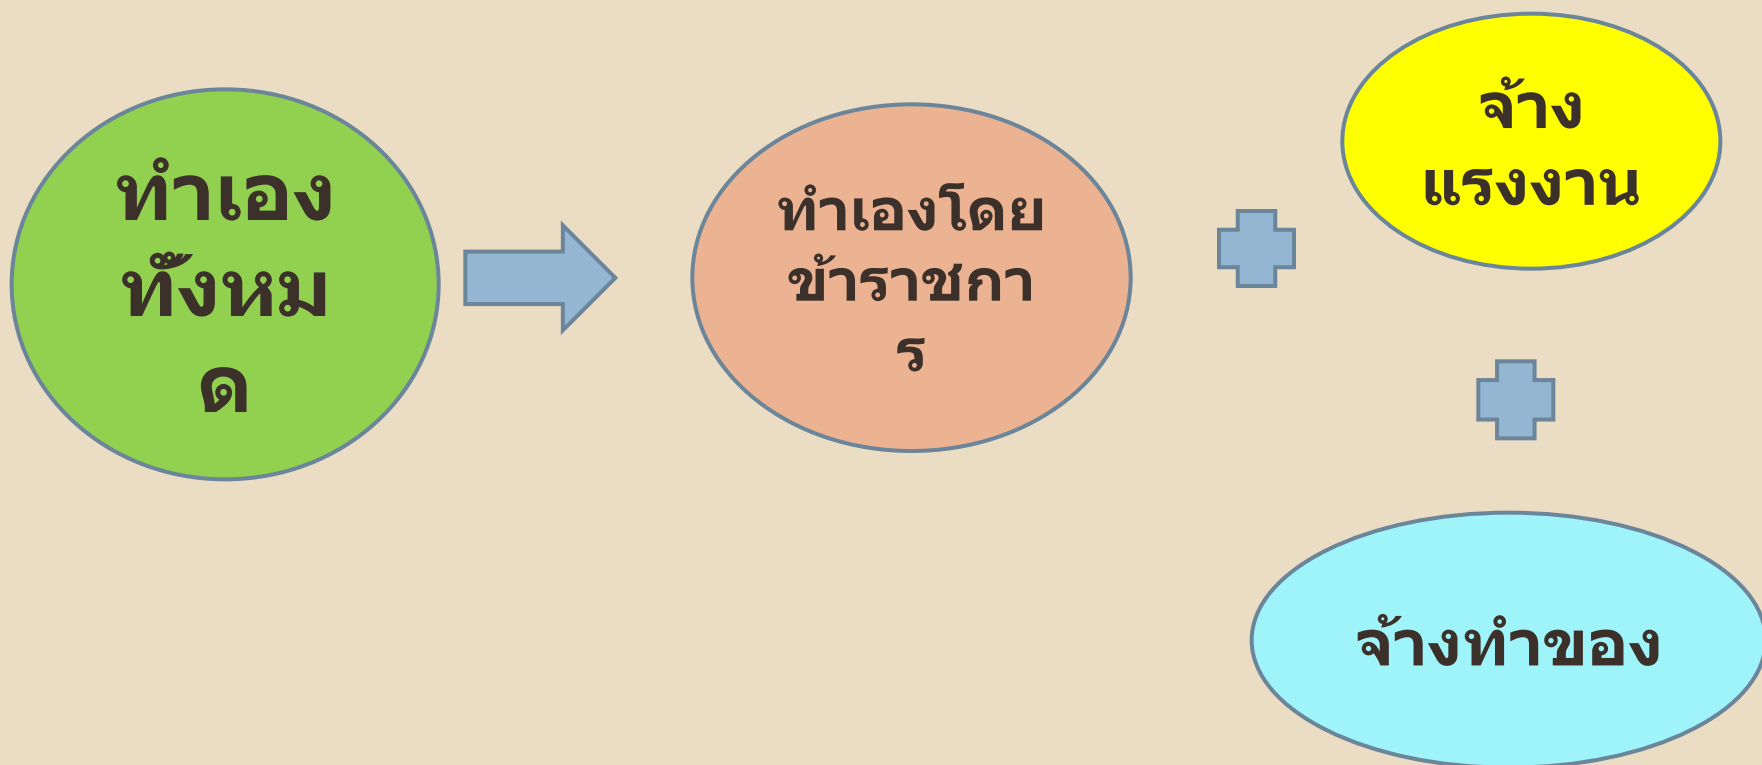 ทำเอง
ทั้งหม
ด
ทำเองโดย
ข้าราชกา
ร
จ้าง
แรงงาน
จ้างทำของ